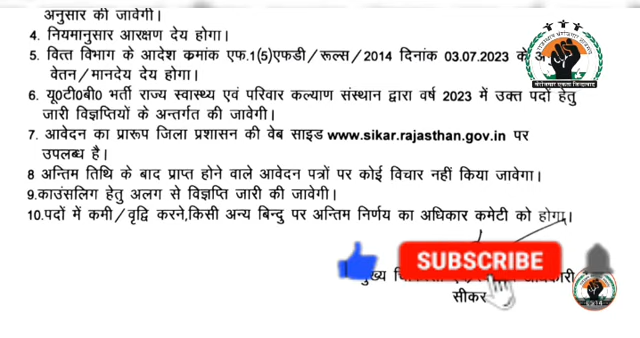 अनुसार की जावेगी।
4. नियमानुसार आरक्षण देय होगा।
5. वित्त विभाग के आदेश क्रमांक एफ.1(5)एफडी/रूल्स/2014 दिनांक 03.07.2023 के
वेतन/मानदेय देय होगा।
6. यू0टी0बी0 भर्ती राज्य स्वास्थ्य एवं परिवार कल्याण संस्थान द्वारा वर्ष 2023 में उक्त पदों हेतु
जारी विज्ञप्तियों के अन्तर्गत की जावेगी।
7. आवेदन का प्रारूप जिला प्रशासन की वेब साइड www.sikar.rajasthan.gov.in पर
उपलब्ध है।
8 अन्तिम तिथि के बाद प्राप्त होने वाले आवेदन पत्रों पर कोई विचार नहीं किया जावेगा।
9.काउंसलिग हेतु अलग से विज्ञप्ति जारी की जावेगी।
10.पदों में कमी/वृद्वि करने,किसी अन्य बिन्दु पर अन्तिम निर्णय का अधिकार कमेटी को होगा।
SUBSCRIBE
सीकर